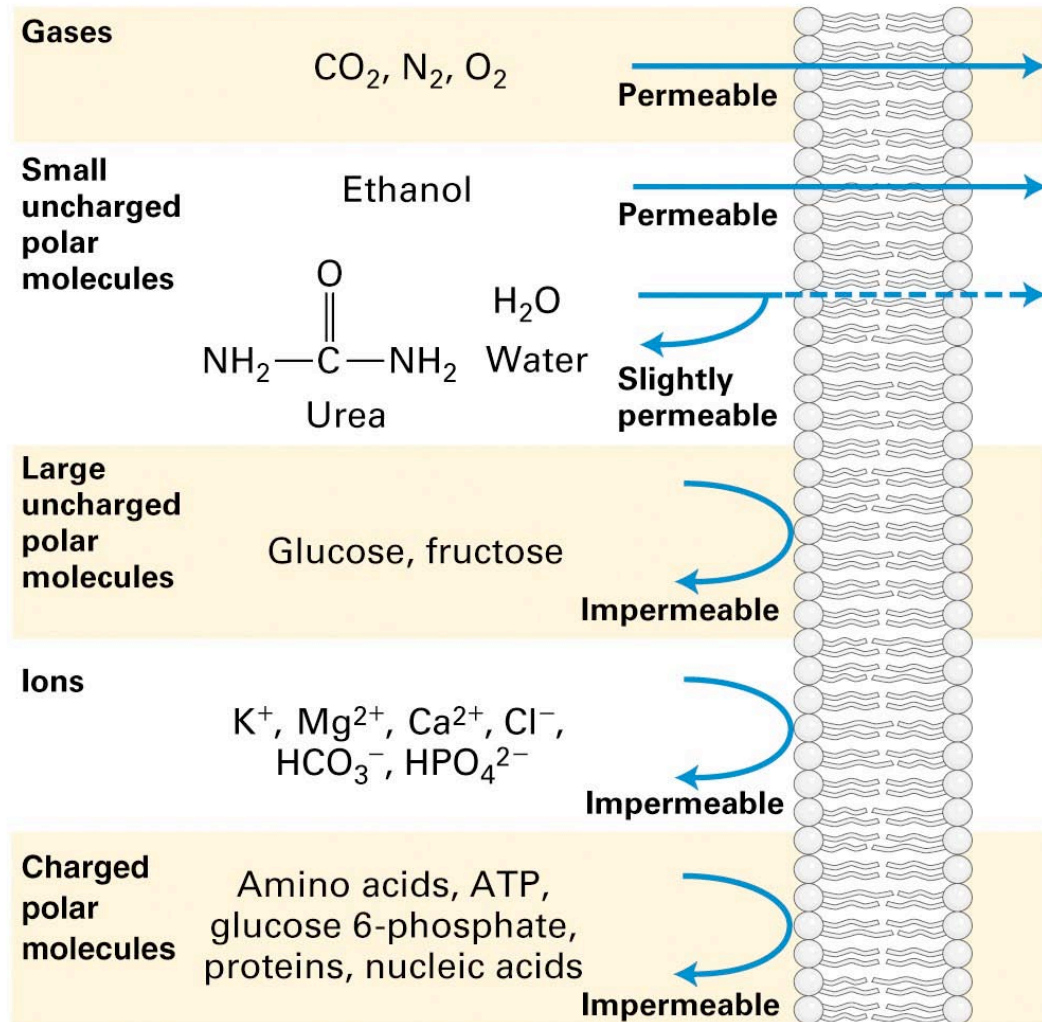 Gases
CO₂, N₂, O₂
Permeable
Small
uncharged
polar
molecules
Ethanol
Permeable
O
NH₂—C—NH₂
Urea
H₂O
Water
Slightly
permeable
Large
uncharged
polar
molecules
Glucose, fructose
Impermeable
Ions
K⁺, Mg²⁺, Ca²⁺, Cl⁻,
HCO₃⁻, HPO₄²⁻
Impermeable
Charged
polar
molecules
Amino acids, ATP,
glucose 6-phosphate,
proteins, nucleic acids
Impermeable